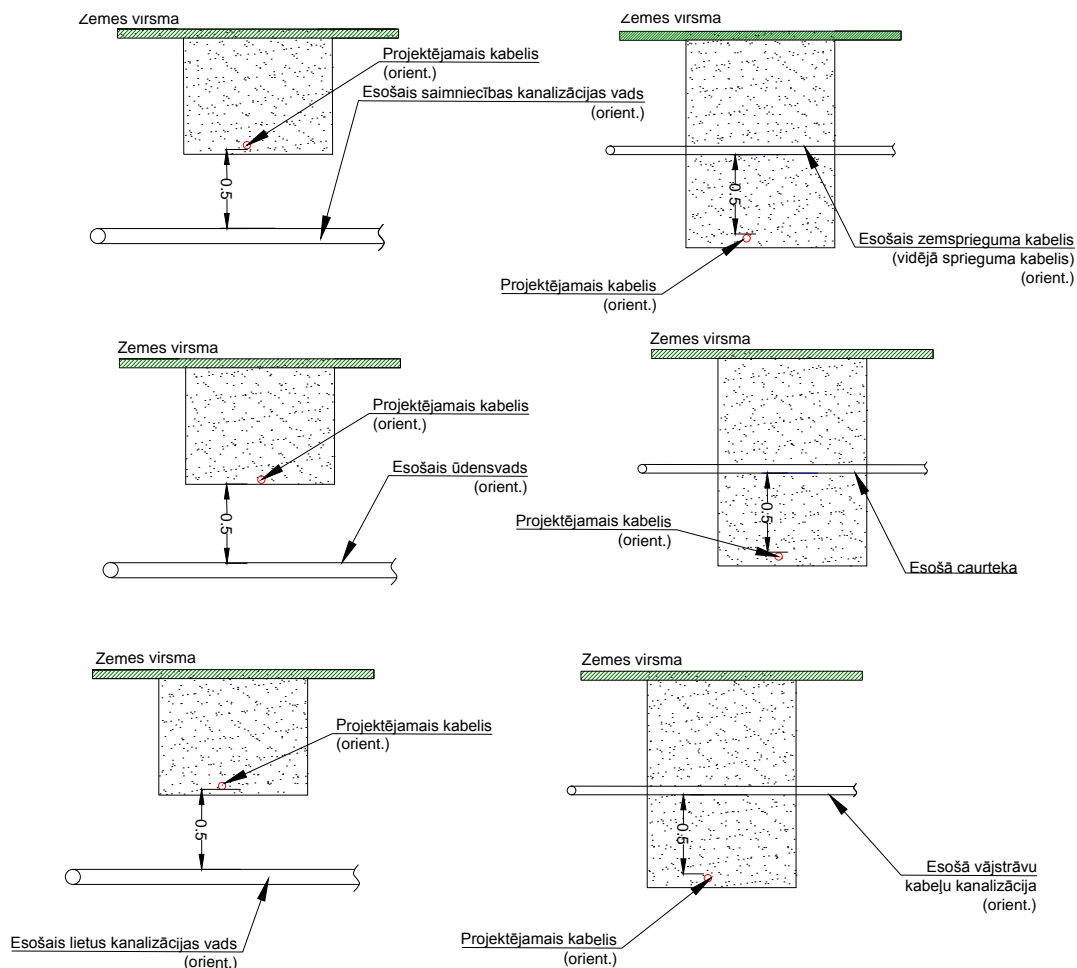 Zemes virsma
Projektējamais kabelis
(orient.)
Esošais saimniecības kanalizācijas vads
(orient.)
0.5
Zemes virsma
0.5
Esošais zemsprieguma kabelis
(vidējā sprieguma kabelis)
(orient.)
Projektējamais kabelis
(orient.)
Zemes virsma
Projektējamais kabelis
(orient.)
Esošais ūdensvads
(orient.)
0.5
Zemes virsma
0.5
Projektējamais kabelis
(orient.)
Esošā caurteka
Zemes virsma
Projektējamais kabelis
(orient.)
0.5
Esošais lietus kanalizācijas vads
(orient.)
Zemes virsma
0.5
Esošā vājstrāvu
kabeļu kanalizācija
(orient.)
Projektējamais kabelis
(orient.)